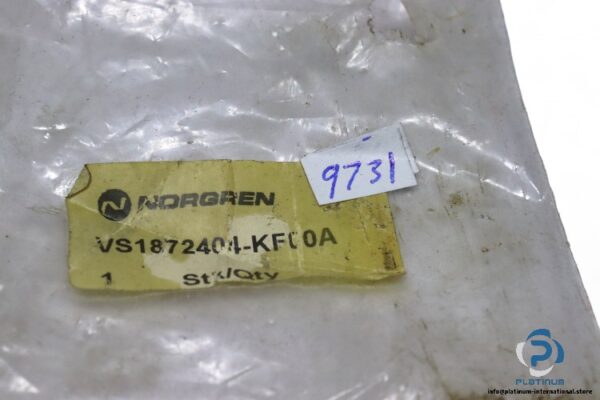 9731
NORGREN
VS1872404-KF00A
1 Stk/Qty
PLATINUM
info@platinum-international.store